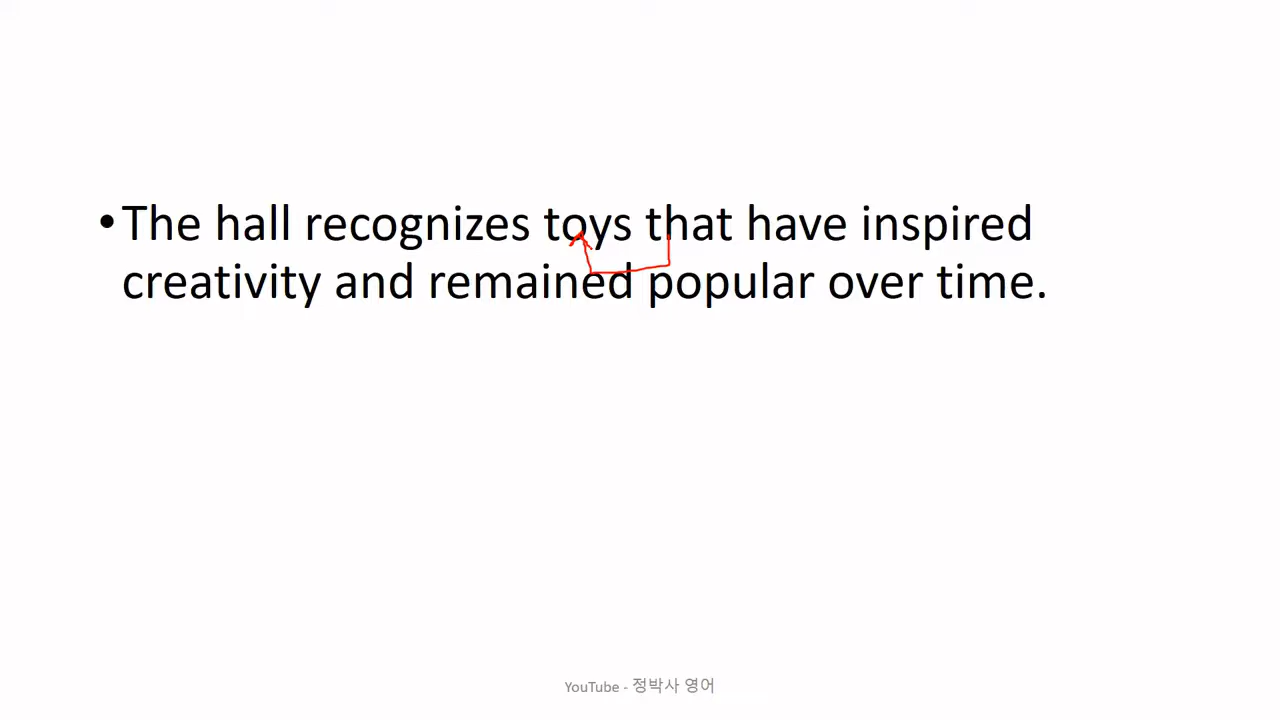 •The hall recognizes toys that have inspired
creativity and remained popular over time.
YouTube - 정박사 영어